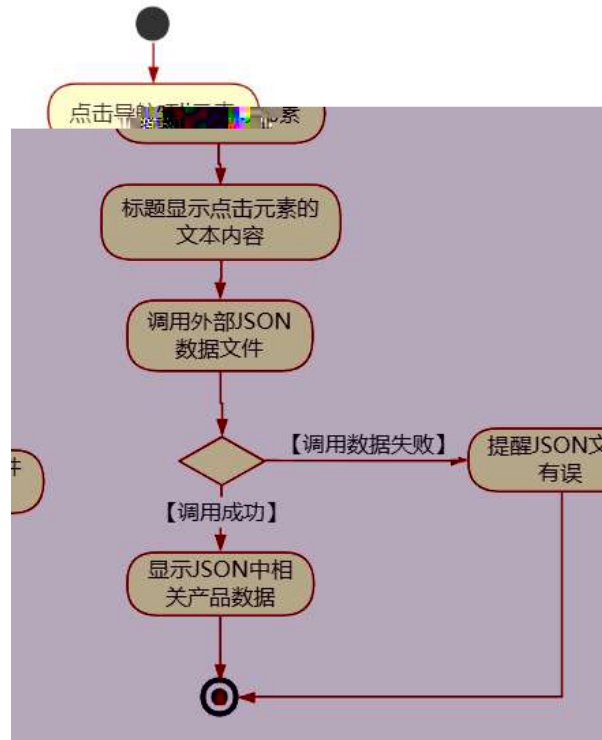 点击导航
元素
标题显示点击元素的
文本内容
调用外部JSON
数据文件
【调用数据失败】
提醒JSON文
有误
件
【调用成功】
显示JSON中相
关产品数据